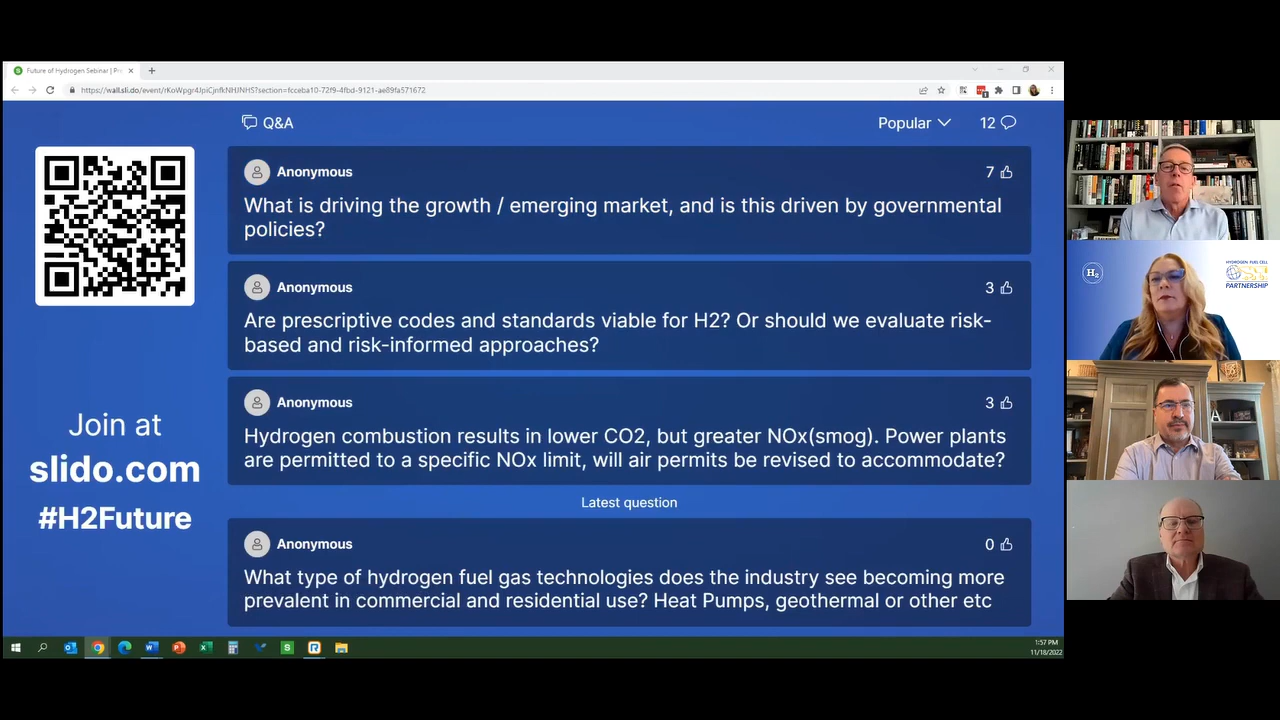 Future of Hydrogen Sebinar | Pr
https://wall.sli.do/event/rKoWpgr4JpiCjnfkNHJNHS?section=fcceba10-72f9-4fbd-9121-ae89fa571672
Q&A
Popular
12
Anonymous
7
What is driving the growth / emerging market, and is this driven by governmental
policies?
Anonymous
3
Are prescriptive codes and standards viable for H2? Or should we evaluate risk-
based and risk-informed approaches?
Anonymous
3
Hydrogen combustion results in lower CO2, but greater NOx(smog). Power plants
are permitted to a specific NOx limit, will air permits be revised to accommodate?
Latest question
Anonymous
0
What type of hydrogen fuel gas technologies does the industry see becoming more
prevalent in commercial and residential use? Heat Pumps, geothermal or other etc
Join at
slido.com
#H2Future
H2
HYDROGEN FUEL CELL
PARTNERSHIP
1:57 PM
11/18/2022